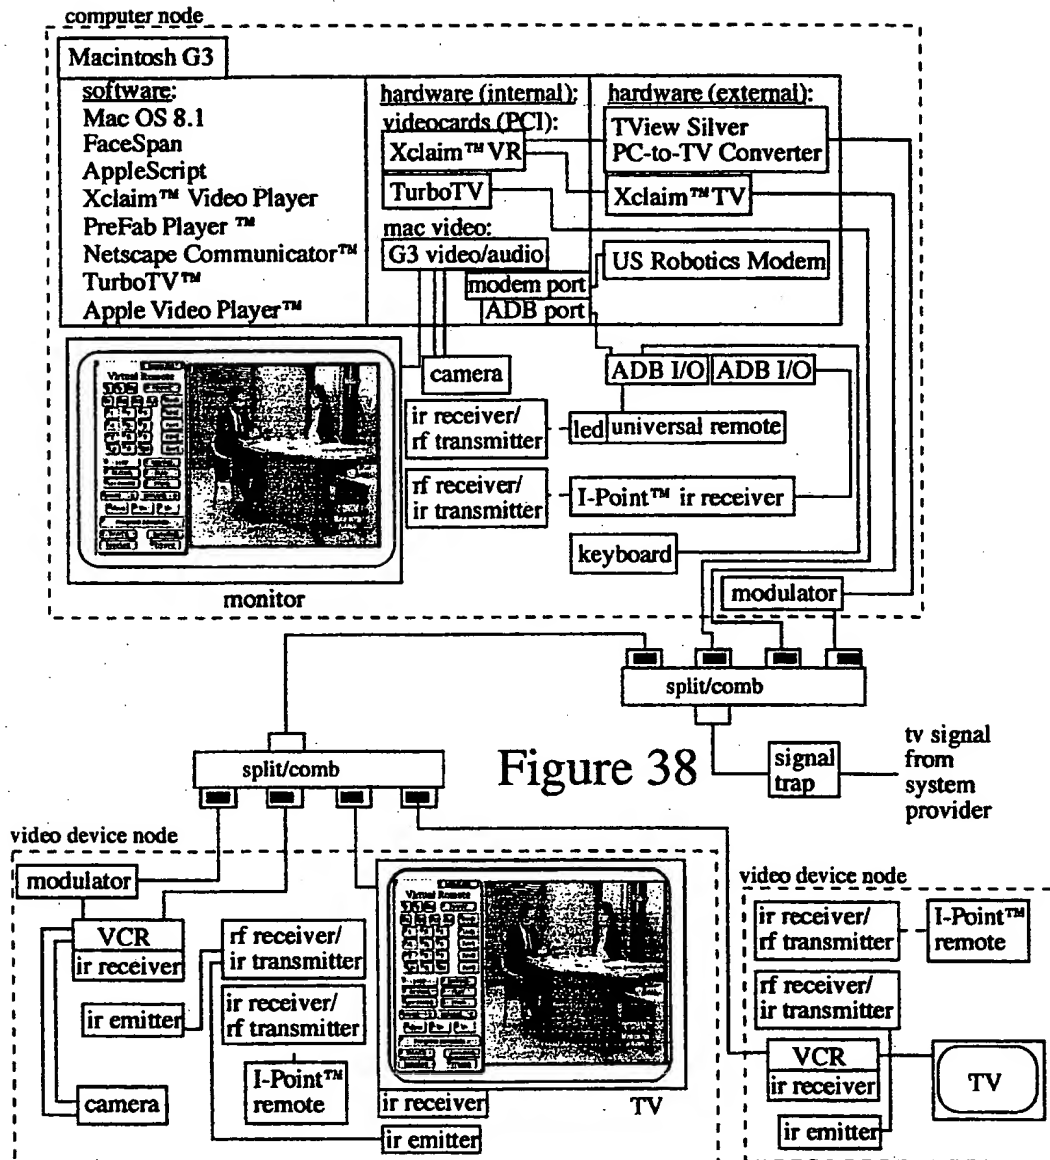 computer node
Macintosh G3
software:
Mac OS 8.1
FaceSpan
AppleScript
Xclaim™ Video Player
PreFab Player ™
Netscape Communicator™
TurboTV™
Apple Video Player™
hardware (internal):
videocards (PCI):
Xclaim™ VR
TurboTV
mac video:
G3 video/audio
modem port
ADB port
hardware (external):
TView Silver
PC-to-TV Converter
Xclaim™ TV
US Robotics Modem
ADB I/O
ADB I/O
camera
ir receiver/
rf transmitter
led
universal remote
rf receiver/
ir transmitter
I-Point™ ir receiver
keyboard
Virtual Remote
monitor
modulator
split/comb
signal
trap
tv signal
from
system
provider
split/comb
Figure 38
video device node
modulator
VCR
ir receiver
ir emitter
camera
rf receiver/
ir transmitter
ir receiver/
rf transmitter
I-Point™
remote
Virtual Remote
ir receiver
TV
ir emitter
video device node
ir receiver/
rf transmitter
I-Point™
remote
rf receiver/
ir transmitter
VCR
ir receiver
TV
ir emitter